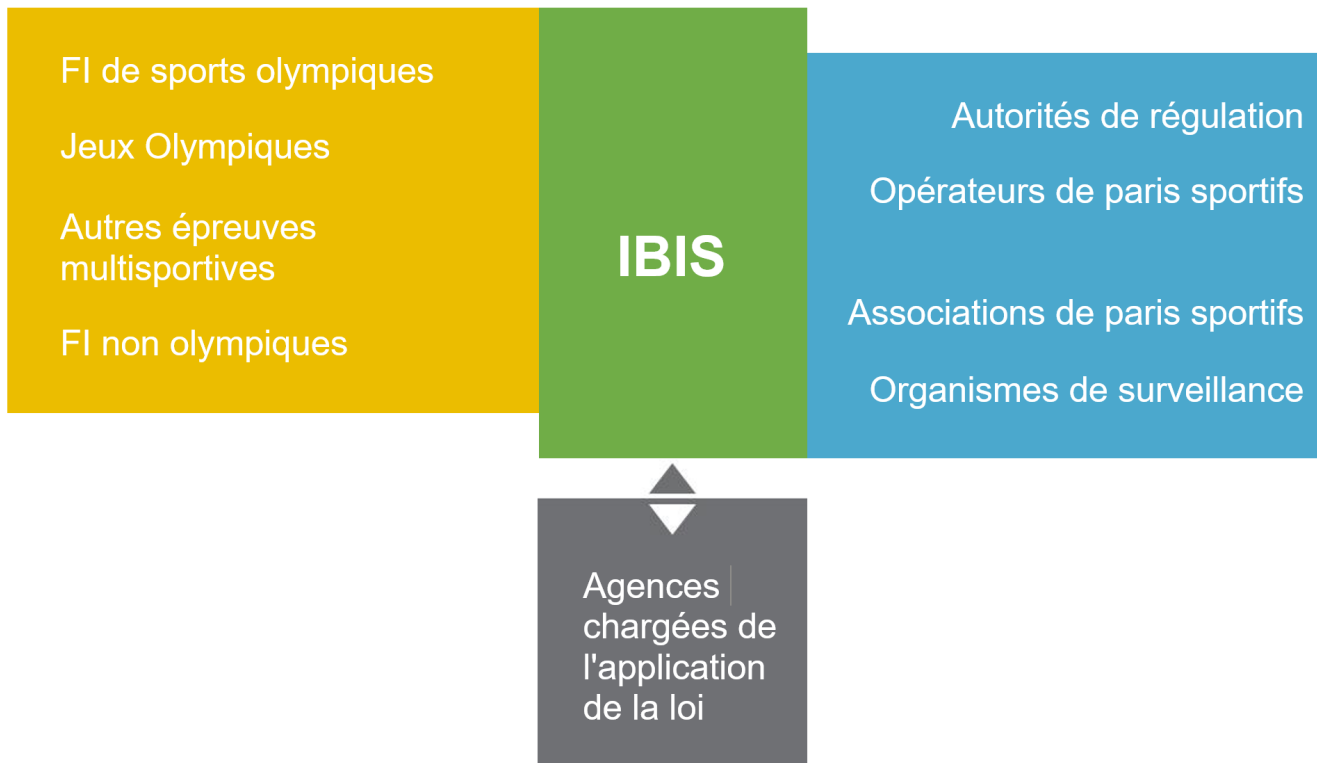 FI de sports olympiques
Jeux Olympiques
Autres épreuves
multisportives
FI non olympiques
IBIS
Autorités de régulation
Opérateurs de paris sportifs
Associations de paris sportifs
Organismes de surveillance
Agences
chargées de
l'application
de la loi